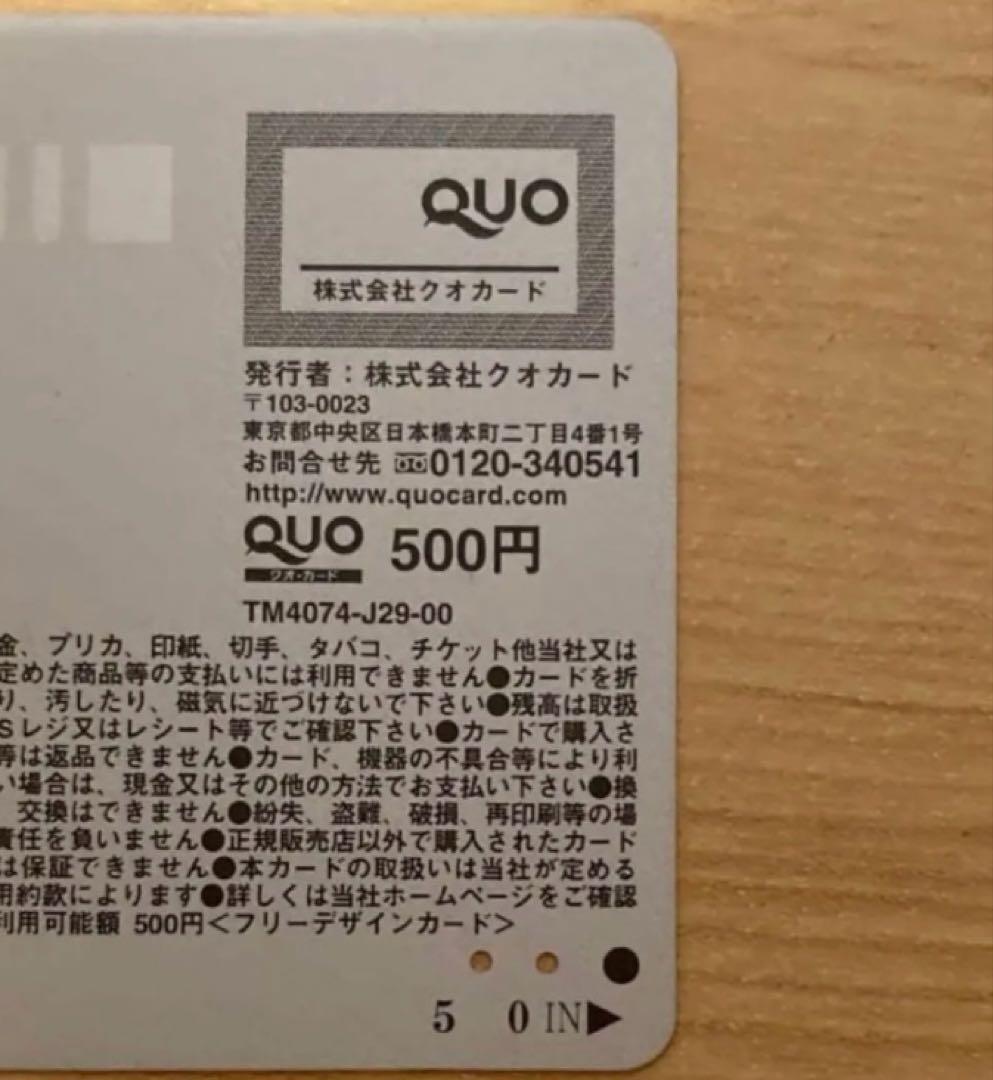 QUO
株式会社クオカード
発行者：株式会社クオカード
〒103-0023
東京都中央区日本橋本町二丁目4番1号
お問合せ先 0120-340541
http://www.quocard.com
QUO 500円
クオ・カード
TM4074-J29-00
金、プリカ、印紙、切手、タバコ、チケット他当社又は
定めた商品等の支払いには利用できません●カードを折
り、汚したり、磁気に近づけないで下さい●残高は取扱
Sレジ又はレシート等でご確認下さい●カードで購入さ
等は返品できません●カード、機器の不具合等により利
い場合は、現金又はその他の方法でお支払い下さい●換
交換はできません●紛失、盗難、破損、再印刷等の場
責任を負いません●正規販売店以外で購入されたカード
は保証できません●本カードの取扱いは当社が定める
用約款によります●詳しくは当社ホームページをご確認
利用可能額 500円＜フリーデザインカード＞
5 0 IN▶